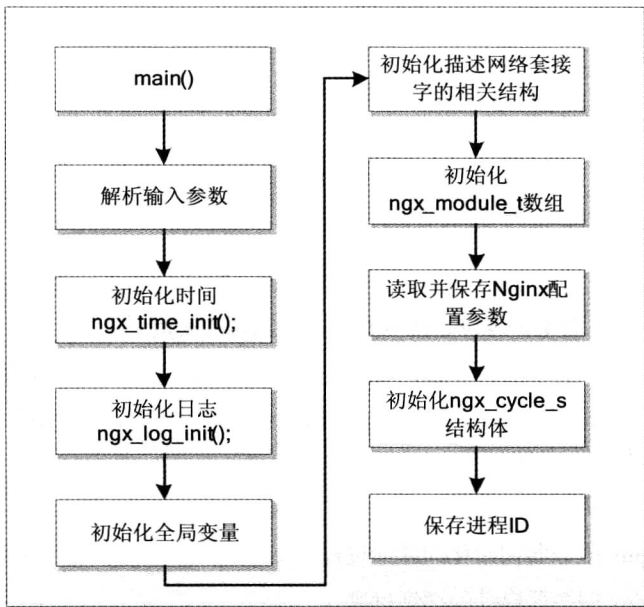 main()
解析输入参数
初始化时间
ngx_time_init();
初始化日志
ngx_log_init();
初始化全局变量
初始化描述网络套接
字的相关结构
初始化
ngx_module_t数组
读取并保存Nginx配
置参数
初始化ngx_cycle_s
结构体
保存进程ID